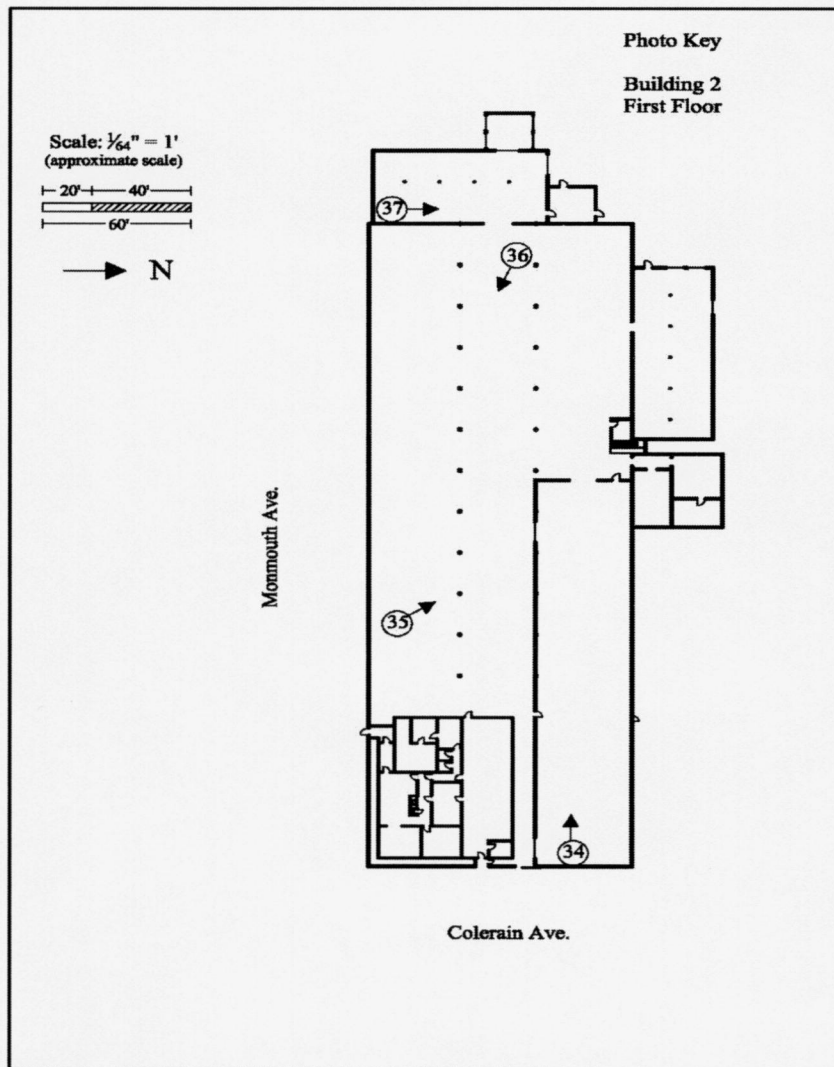 Photo Key
Building 2
First Floor
Scale: 1⁄64" = 1'
(approximate scale)
20' 40'
60'
N
37
36
Monmouth Ave.
35
34
Colerain Ave.